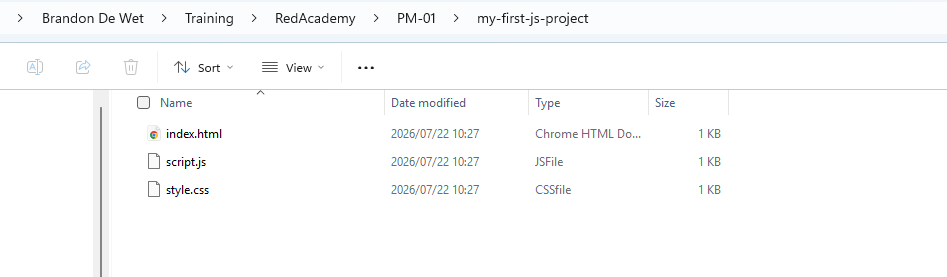 > Brandon De Wet > Training > RedAcademy > PM-01 > my-first-js-project
Sort View ...
Name Date modified Type Size
index.html 2026/07/22 10:27 Chrome HTML Do... 1 KB
script.js 2026/07/22 10:27 JSFile 1 KB
style.css 2026/07/22 10:27 CSSfile 1 KB